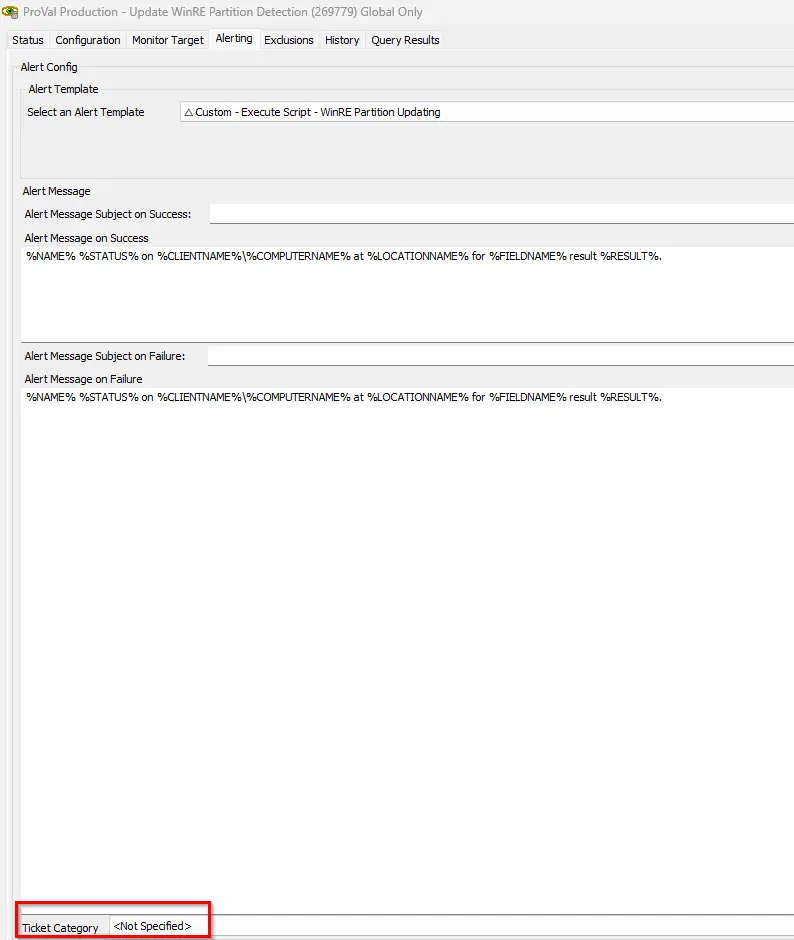 ProVal Production - Update WinRE Partition Detection (269779) Global Only
Status Configuration Monitor Target Alerting Exclusions History Query Results
Alert Config
Alert Template
Select an Alert Template △ Custom - Execute Script - WinRE Partition Updating
Alert Message
Alert Message Subject on Success:
Alert Message on Success
%NAME% %STATUS% on %CLIENTNAME%\%COMPUTERNAME% at %LOCATIONNAME% for %FIELDNAME% result %RESULT%.
Alert Message Subject on Failure:
Alert Message on Failure
%NAME% %STATUS% on %CLIENTNAME%\%COMPUTERNAME% at %LOCATIONNAME% for %FIELDNAME% result %RESULT%.
Ticket Category <Not Specified>